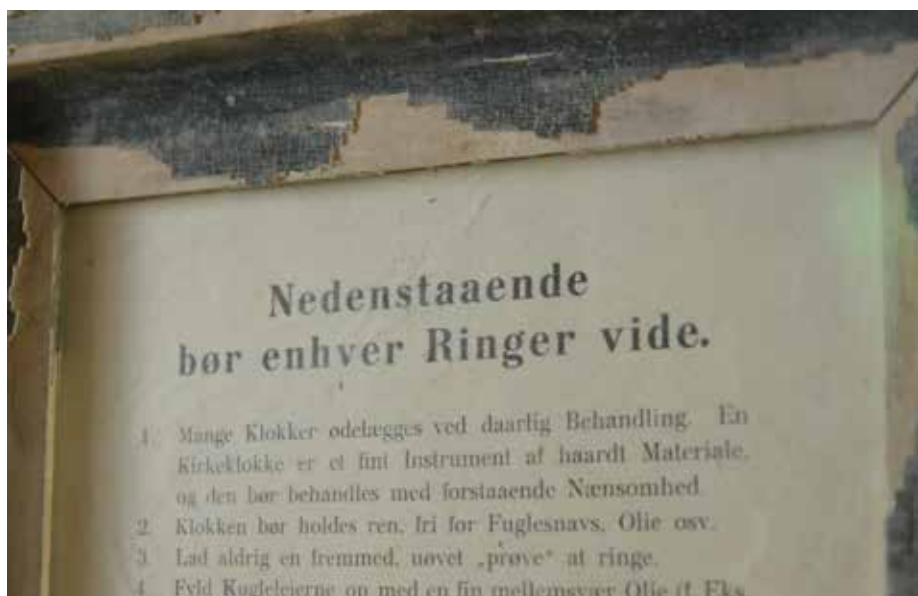 Nedenstaaende
bør enhver Ringer vide.
1. Mange Klokker ødelægges ved daarlig Behandling. En
Kirkeklokke er et fint Instrument af haardt Materiale,
og den bør behandles med forstaaende Nænsomhed.
2. Klokken bør holdes ren, fri for Fuglesnavs, Olie osv.
3. Lad aldrig en fremmed, uøvet „prøve“ at ringe.
4. Fyld Kuglelejerne op med en fin mellemsvær Olie (f. Eks.